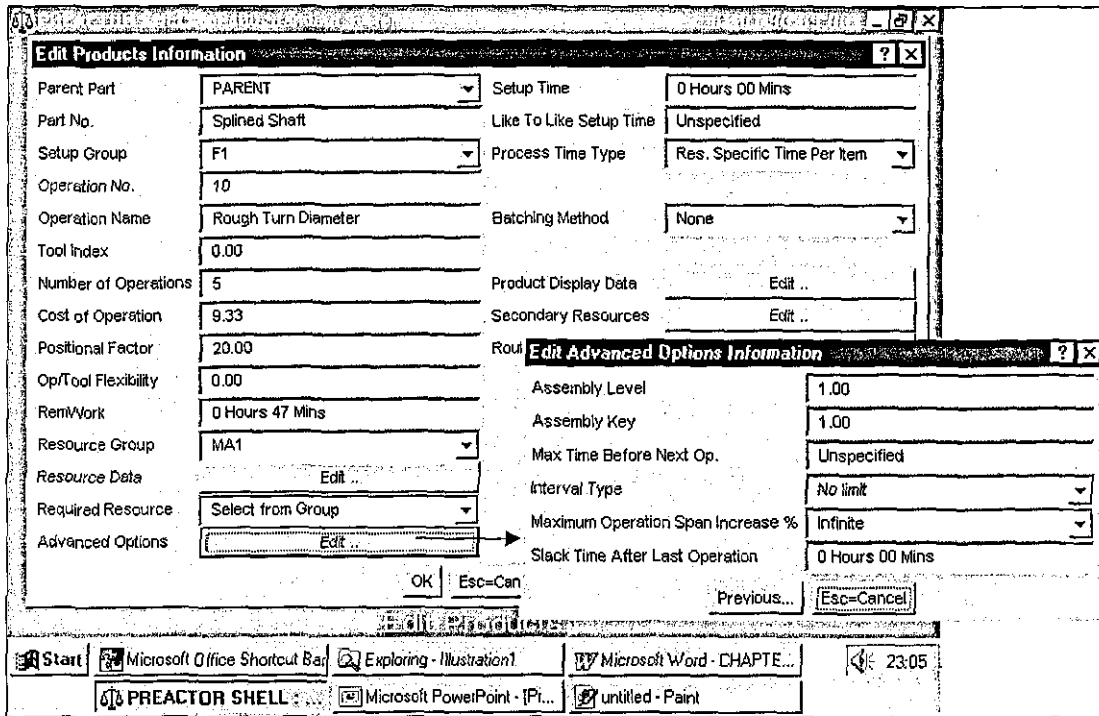 Edit Products Information
Parent Part PARENT Setup Time 0 Hours 00 Mins
Part No. Splined Shaft Like To Like Setup Time Unspecified
Setup Group F1 Process Time Type Res. Specific Time Per Item
Operation No. 10
Operation Name Rough Turn Diameter Batching Method None
Tool Index 0.00
Number of Operations 5 Product Display Data Edit ..
Cost of Operation 9.33 Secondary Resources Edit ..
Positional Factor 20.00 Rout
Op/Tool Flexibility 0.00
RemWork 0 Hours 47 Mins
Resource Group MA1
Resource Data Edit ..
Required Resource Select from Group
Advanced Options Edit ..
OK Esc=Can
Edit Advanced Options Information
Assembly Level 1.00
Assembly Key 1.00
Max Time Before Next Op. Unspecified
Interval Type No limit
Maximum Operation Span Increase % Infinite
Slack Time After Last Operation 0 Hours 00 Mins
Previous... Esc=Cancel
Edit Products
Start Microsoft Office Shortcut Bar Exploring - Illustration1 Microsoft Word - CHAPTE... 23:05
PREACTOR SHELL Microsoft PowerPoint - [Pi... untitled - Paint